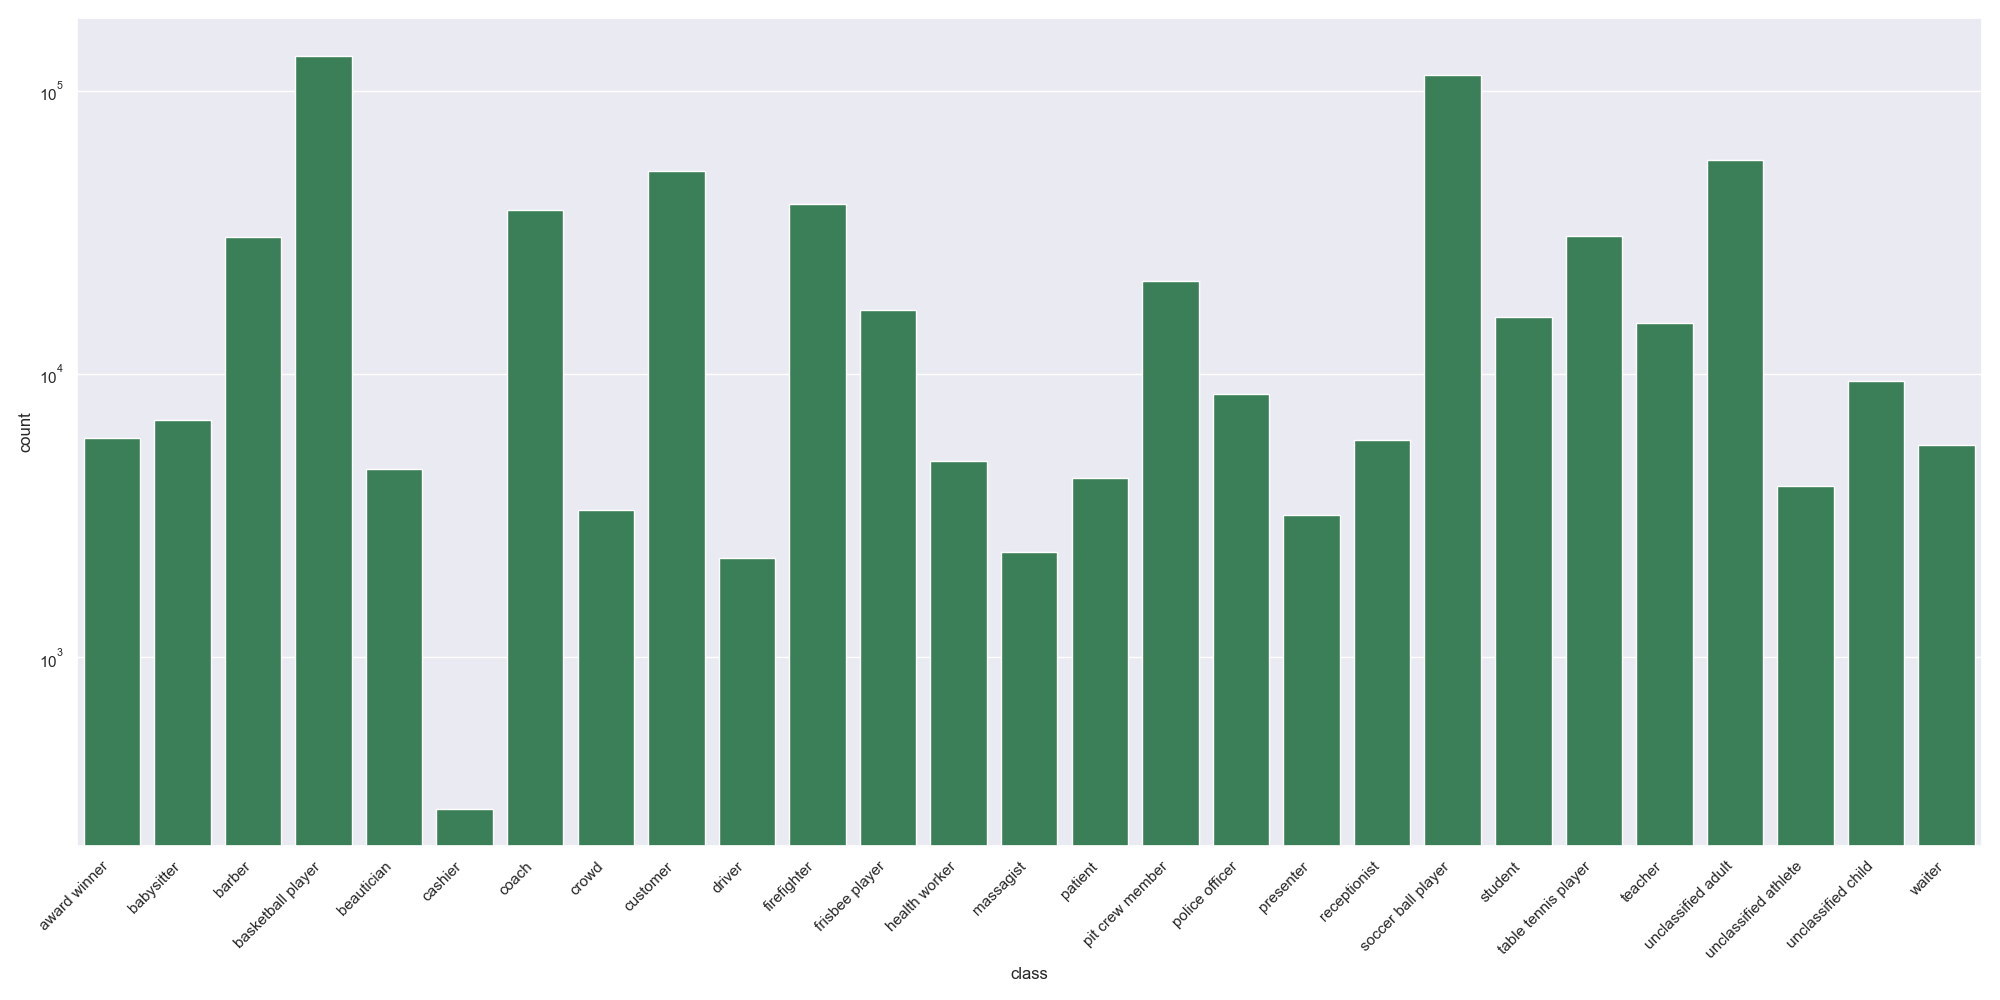 10⁵
10⁴
10³
count
award winner
babysitter
barber
basketball player
beautician
cashier
coach
crowd
customer
driver
firefighter
frisbee player
health worker
massagist
patient
pit crew member
police officer
presenter
receptionist
soccer ball player
student
table tennis player
teacher
unclassified adult
unclassified athlete
unclassified child
waiter
class